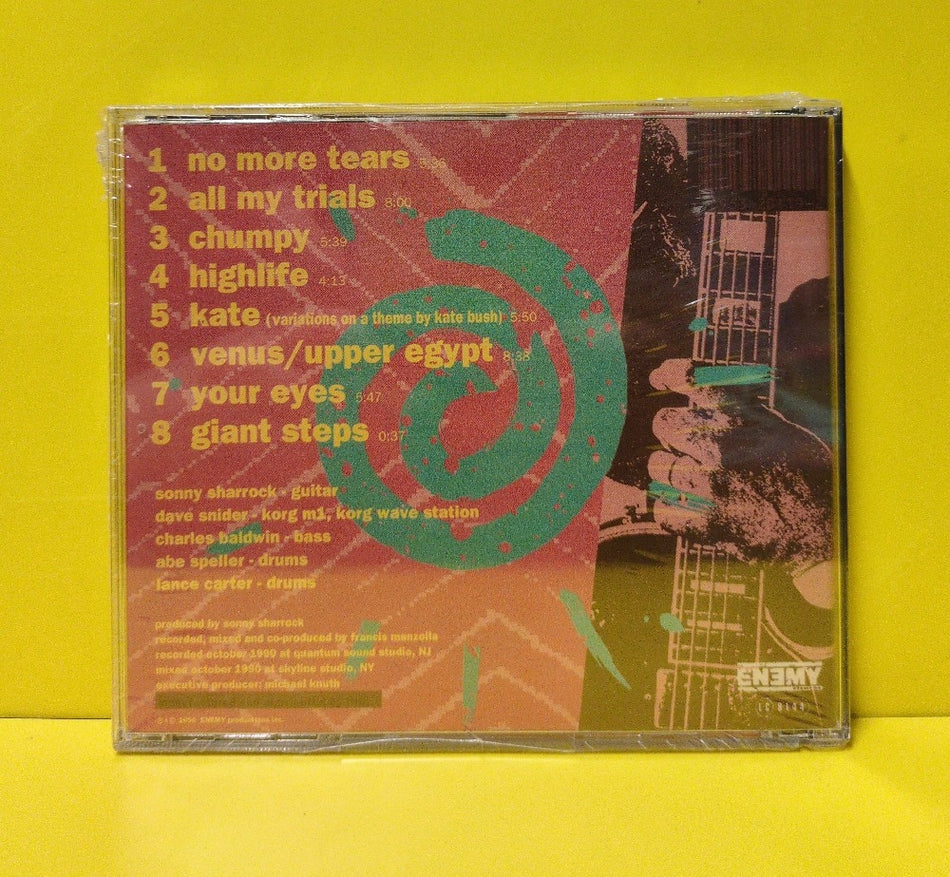 1 no more tears
2 all my trials 8:00
3 chumpy 5:39
4 highlife 4:13
5 kate (variations on a theme by kate bush) 5:50
6 venus/upper egypt
7 your eyes 5:47
8 giant steps 0:37
sonny sharrock - guitar
dave snider - korg m1, korg wave station
charles baldwin - bass
abe speller - drums
lance carter - drums
produced by sonny sharrock
recorded, mixed and co-produced by francis manzella
recorded october 1990 at quantum sound studio, NJ
mixed october 1990 at skyline studio, NY
executive producer: michael knuth
1990 ENEMY productions inc.
ENEMY